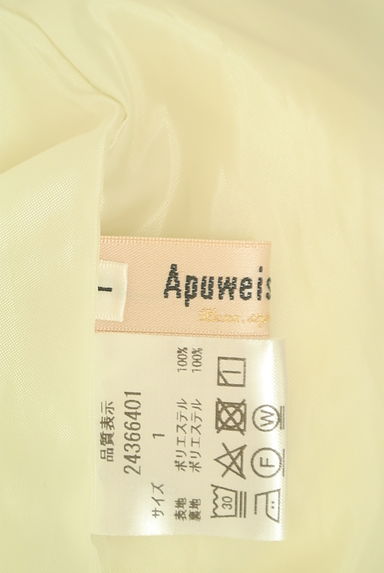 1
Apuweis
品質表示
24366401
サイズ 1
表地 ポリエステル 100%
裏地 ポリエステル 100%
30
F
W